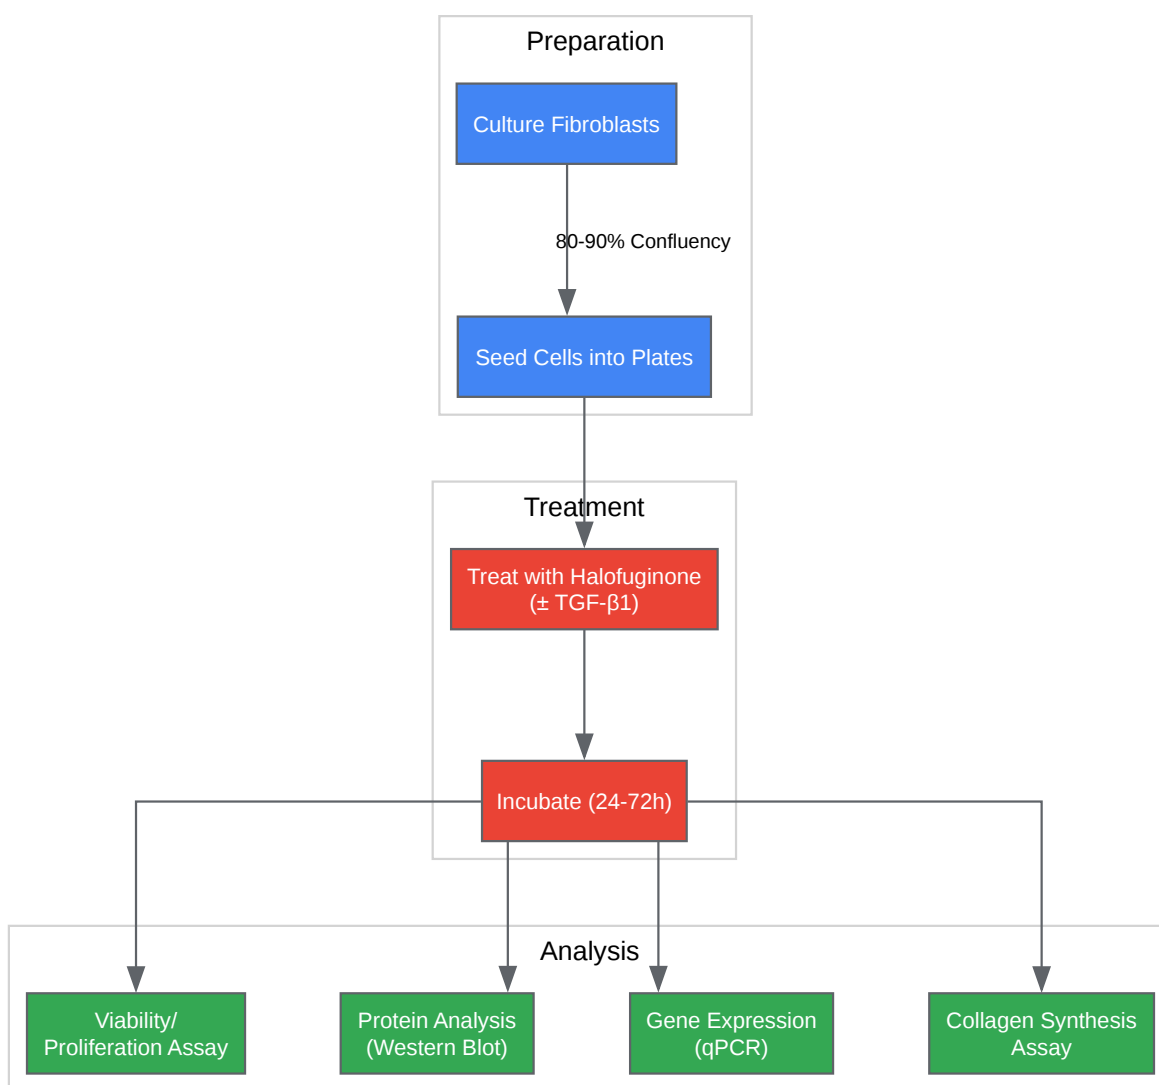 Preparation
Culture Fibroblasts
80-90% Confluency
Seed Cells into Plates
Treatment
Treat with Halofuginone
(± TGF-β1)
Incubate (24-72h)
Analysis
Viability/
Proliferation Assay
Protein Analysis
(Western Blot)
Gene Expression
(qPCR)
Collagen Synthesis
Assay